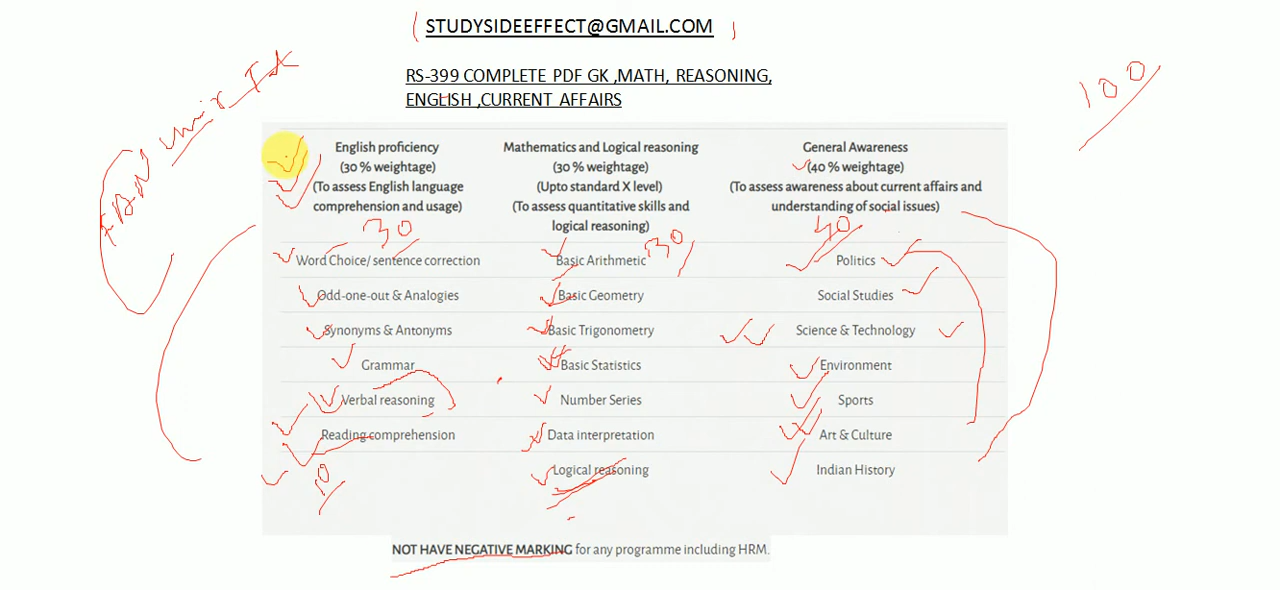 ( STUDYSIDEEFFECT@GMAIL.COM )
RS-399 COMPLETE PDF GK ,MATH, REASONING,
ENGLISH ,CURRENT AFFAIRS
100
English proficiency
(30 % weightage)
(To assess English language
comprehension and usage)
30
Word Choice/ sentence correction
Odd-one-out & Analogies
Synonyms & Antonyms
Grammar
Verbal reasoning
Reading comprehension
Mathematics and Logical reasoning
(30 % weightage)
(Upto standard X level)
(To assess quantitative skills and
logical reasoning)
30
Basic Arithmetic
Basic Geometry
Basic Trigonometry
Basic Statistics
Number Series
Data interpretation
Logical reasoning
General Awareness
(40 % weightage)
(To assess awareness about current affairs and
understanding of social issues)
40
Politics
Social Studies
Science & Technology
Environment
Sports
Art & Culture
Indian History
NOT HAVE NEGATIVE MARKING for any programme including HRM.